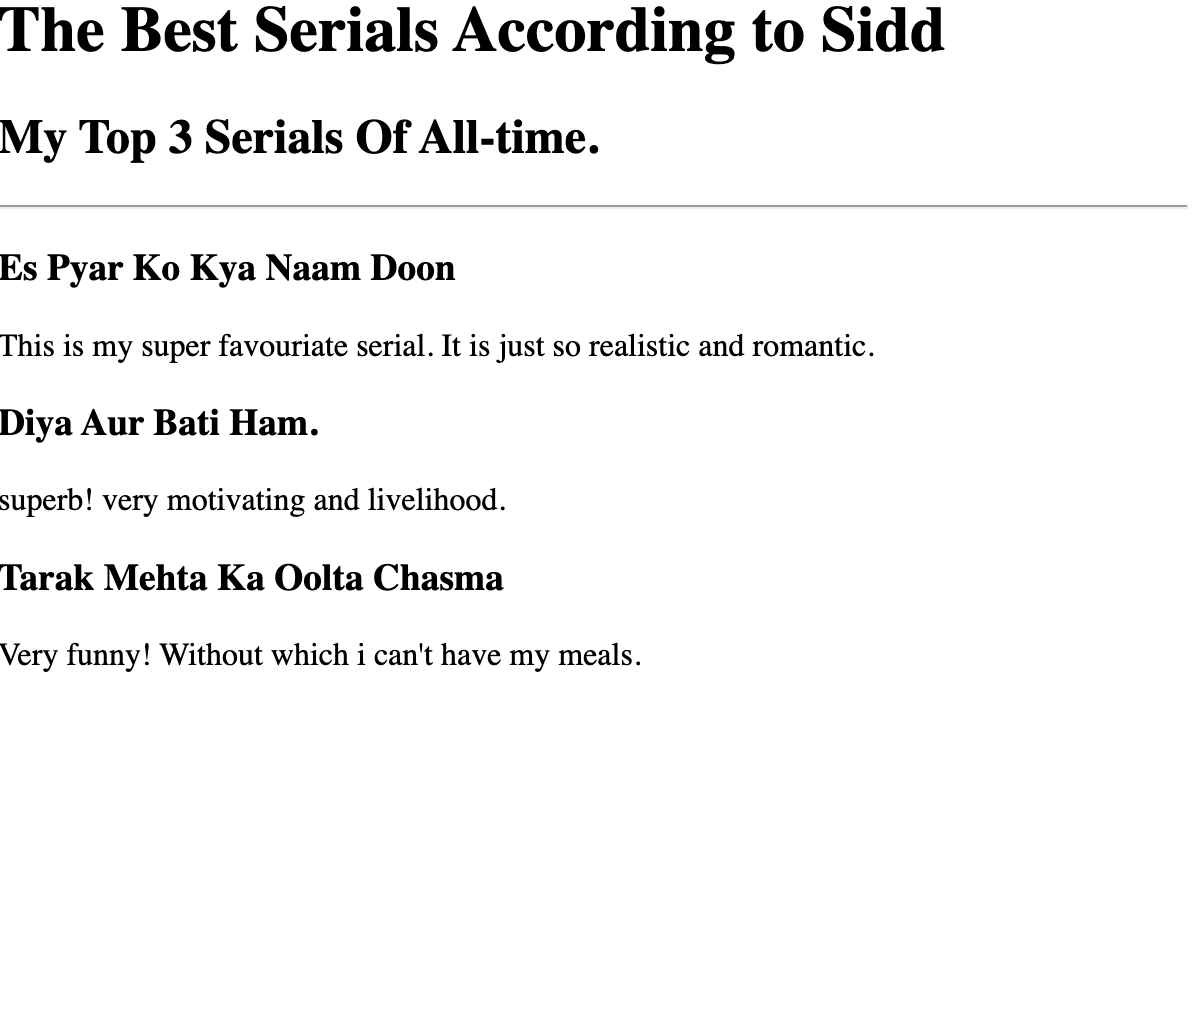 The Best Serials According to Sidd
My Top 3 Serials Of All-time.
Es Pyar Ko Kya Naam Doon
This is my super favouriate serial. It is just so realistic and romantic.
Diya Aur Bati Ham.
superb! very motivating and livelihood.
Tarak Mehta Ka Oolta Chasma
Very funny! Without which i can't have my meals.